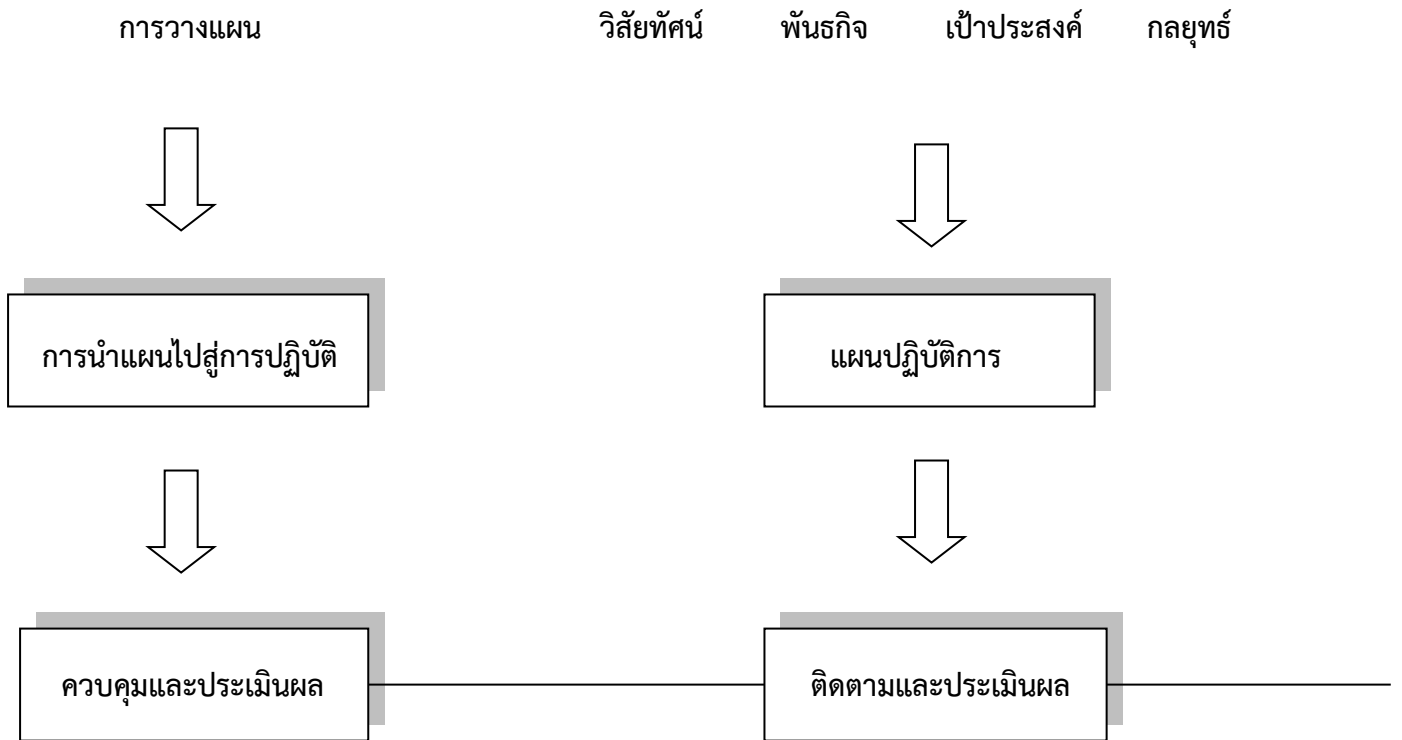 การวางแผน วิสัยทัศน์ พันธกิจ เป้าประสงค์ กลยุทธ์
การนำแผนไปสู่การปฏิบัติ แผนปฏิบัติการ
ควบคุมและประเมินผล ติดตามและประเมินผล